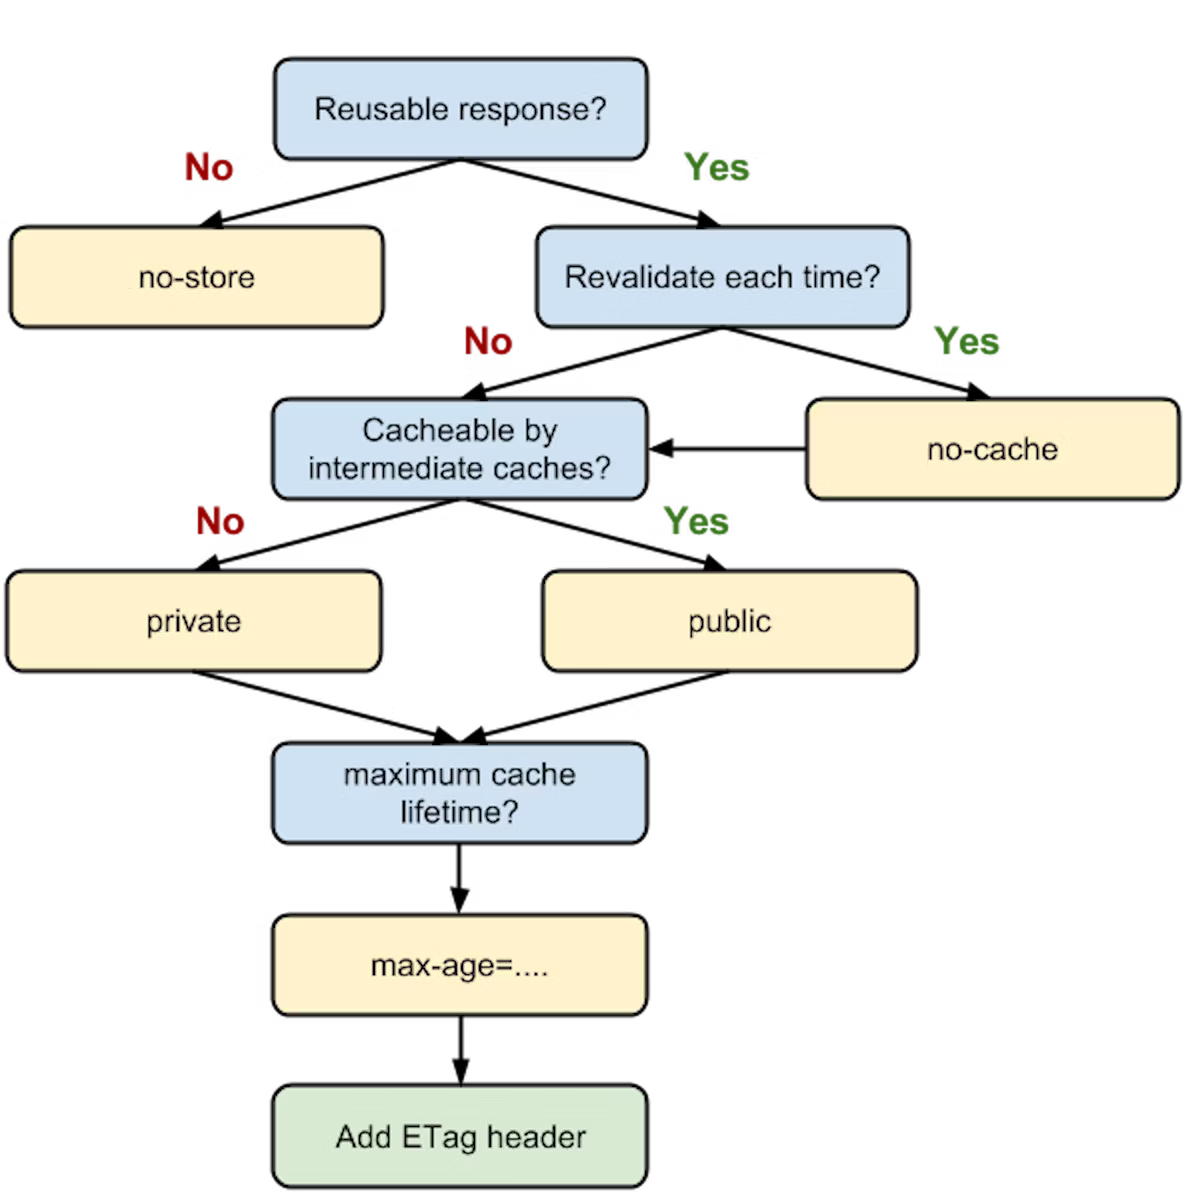 Reusable response?
No
Yes
no-store
Revalidate each time?
No
Yes
Cacheable by
intermediate caches?
no-cache
No
Yes
private
public
maximum cache
lifetime?
max-age=....
Add ETag header